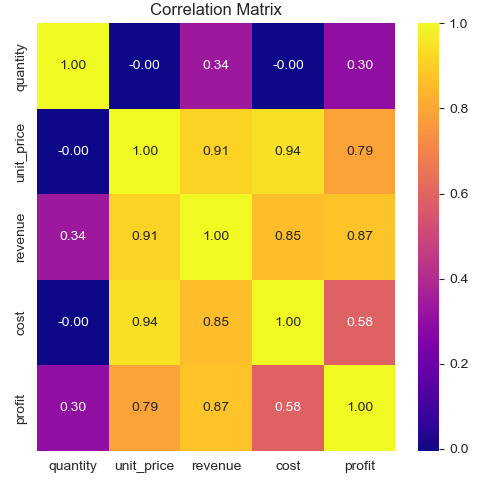 Correlation Matrix
quantity 1.00 -0.00 0.34 -0.00 0.30
unit_price -0.00 1.00 0.91 0.94 0.79
revenue 0.34 0.91 1.00 0.85 0.87
cost -0.00 0.94 0.85 1.00 0.58
profit 0.30 0.79 0.87 0.58 1.00
quantity unit_price revenue cost profit
1.0
0.8
0.6
0.4
0.2
0.0